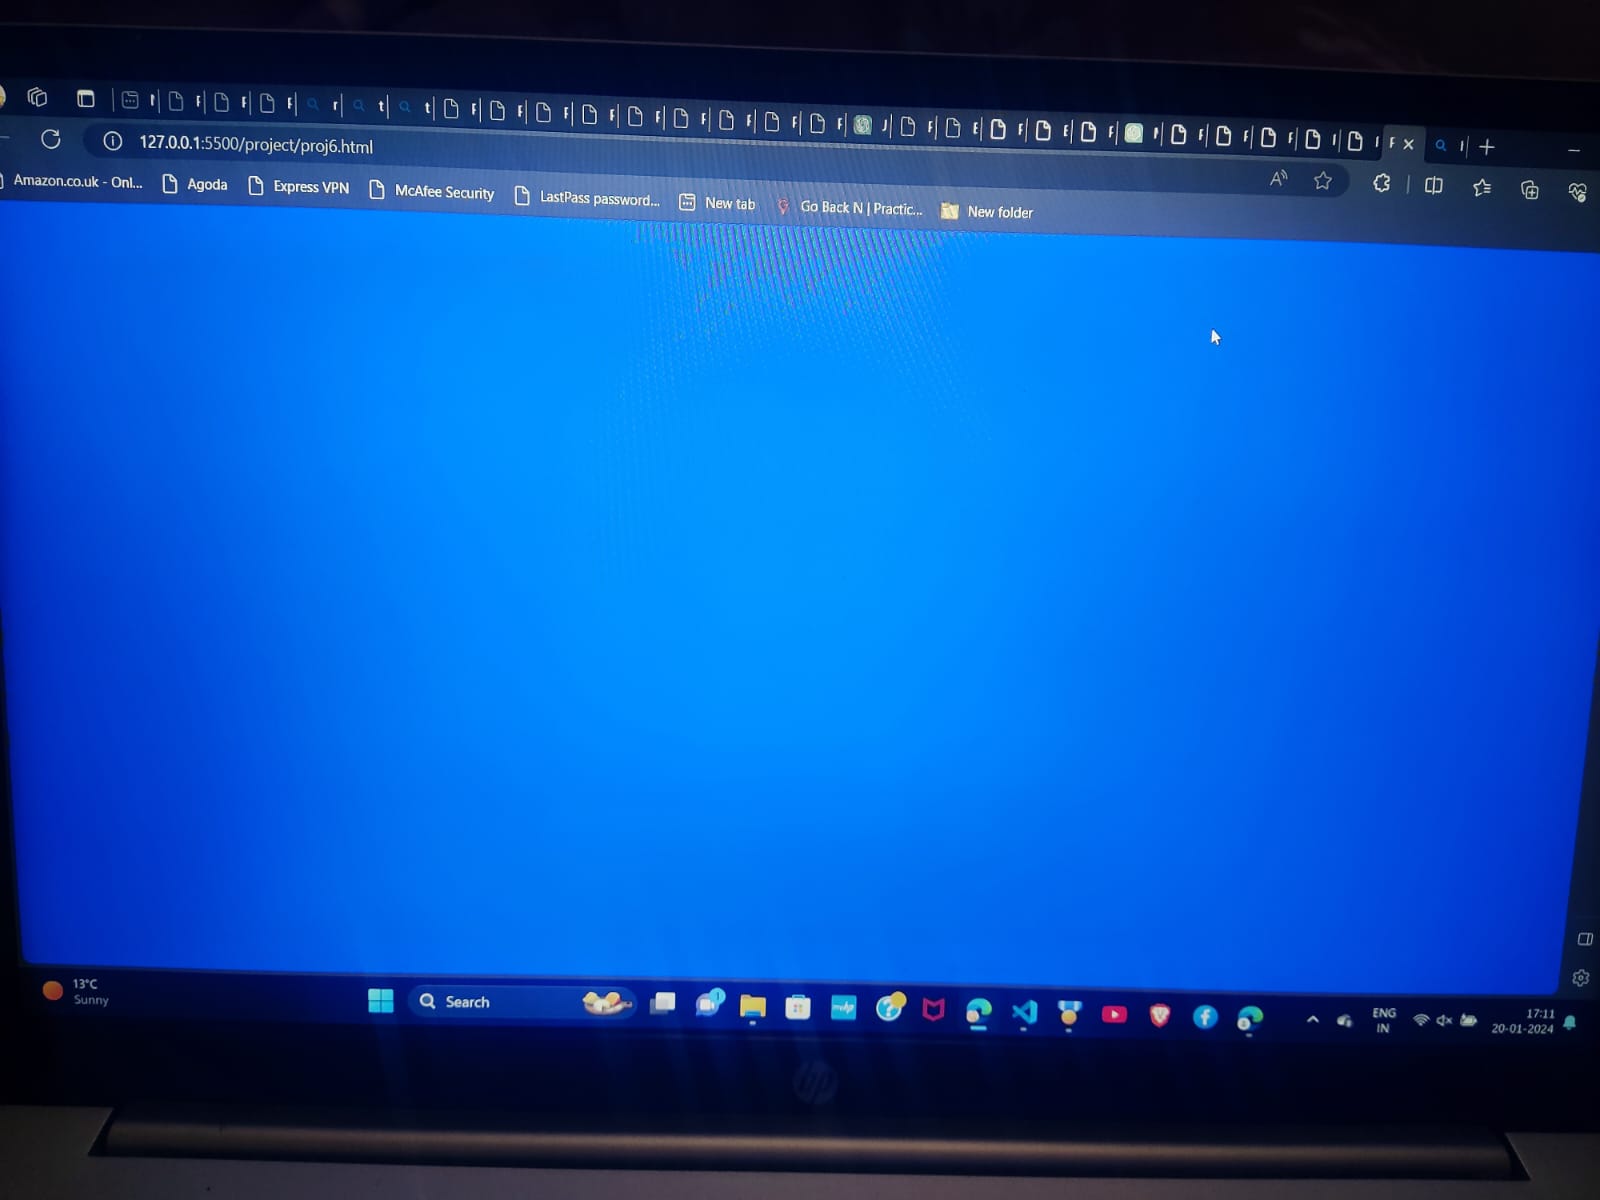 127.0.0.1:5500/project/proj6.html
Amazon.co.uk - Onl...
Agoda
Express VPN
McAfee Security
LastPass password...
New tab
Go Back N | Practic...
New folder
13°C
Sunny
Search
ENG
IN
17:11
20-01-2024
hp